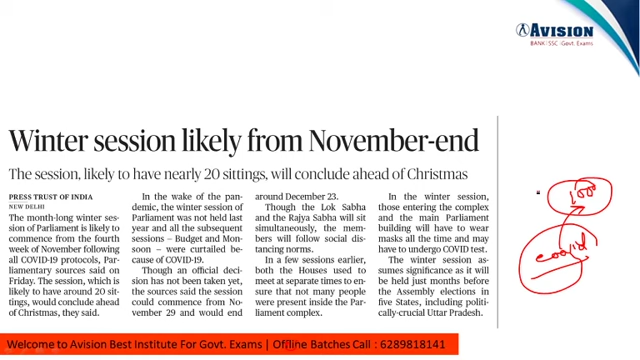 AVISION
BANK | SSC | Govt. Exams
Winter session likely from November-end
The session, likely to have nearly 20 sittings, will conclude ahead of Christmas
PRESS TRUST OF INDIA
NEW DELHI
The month-long winter ses-
sion of Parliament is likely to
commence from the fourth
week of November following
all COVID-19 protocols, Par-
liamentary sources said on
Friday. The session, which is
likely to have around 20 sit-
tings, would conclude ahead
of Christmas, they said.
In the wake of the pan-
demic, the winter session of
Parliament was not held last
year and all the subsequent
sessions — Budget and Mon-
soon — were curtailed be-
cause of COVID-19.
Though an official deci-
sion has not been taken yet,
the sources said the session
could commence from No-
vember 29 and would end
around December 23.
Though the Lok Sabha
and the Rajya Sabha will sit
simultaneously, the mem-
bers will follow social dis-
tancing norms.
In a few sessions earlier,
both the Houses used to
meet at separate times to en-
sure that not many people
were present inside the Par-
liament complex.
In the winter session,
those entering the complex
and the main Parliament
building will have to wear
masks all the time and may
have to undergo COVID test.
The winter session as-
sumes significance as it will
be held just months before
the Assembly elections in
five States, including politi-
cally-crucial Uttar Pradesh.
covid
Welcome to Avision Best Institute For Govt. Exams | Offline Batches Call : 6289818141